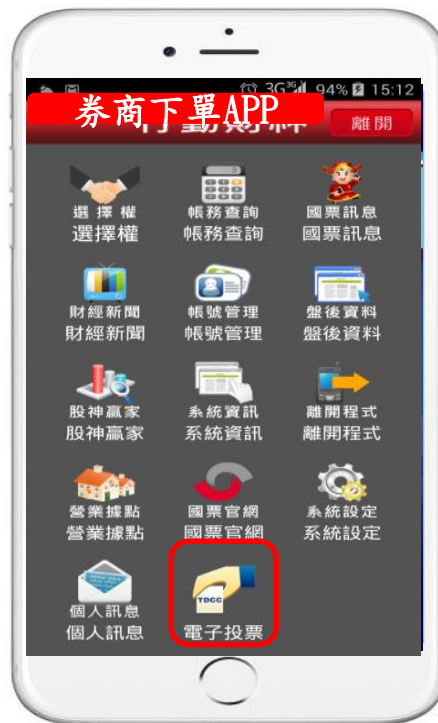 3G 3G 94% 15:12
券商下單APP
離開
選擇權 帳務查詢 國票訊息
選擇權 帳務查詢 國票訊息
財經新聞 帳號管理 盤後資料
財經新聞 帳號管理 盤後資料
股神贏家 系統資訊 離開程式
股神贏家 系統資訊 離開程式
營業據點 國票官網 系統設定
營業據點 國票官網 系統設定
TDCC
個人訊息
個人訊息 電子投票